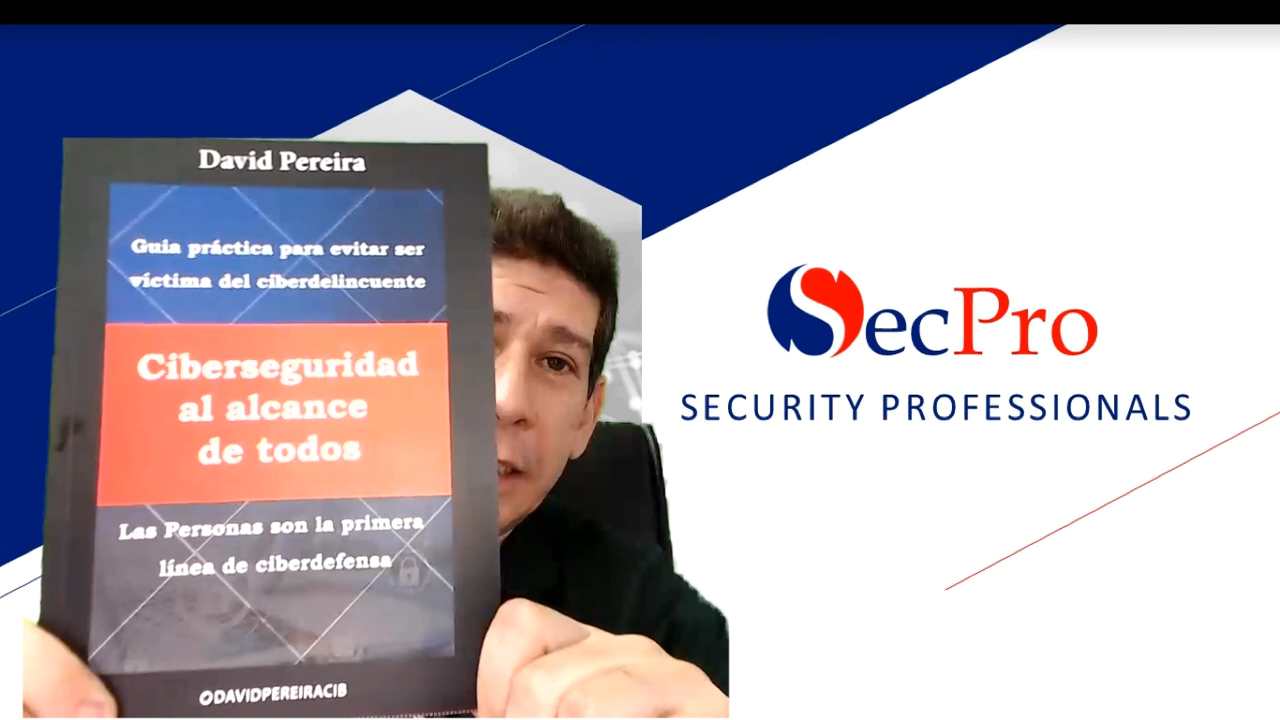 David Pereira
Guia práctica para evitar ser
víctima del ciberdelincuente
Ciberseguridad
al alcance
de todos
Las Personas son la primera
línea de ciberdefensa
@DAVIDPEREIRACIB
SecPro
SECURITY PROFESSIONALS